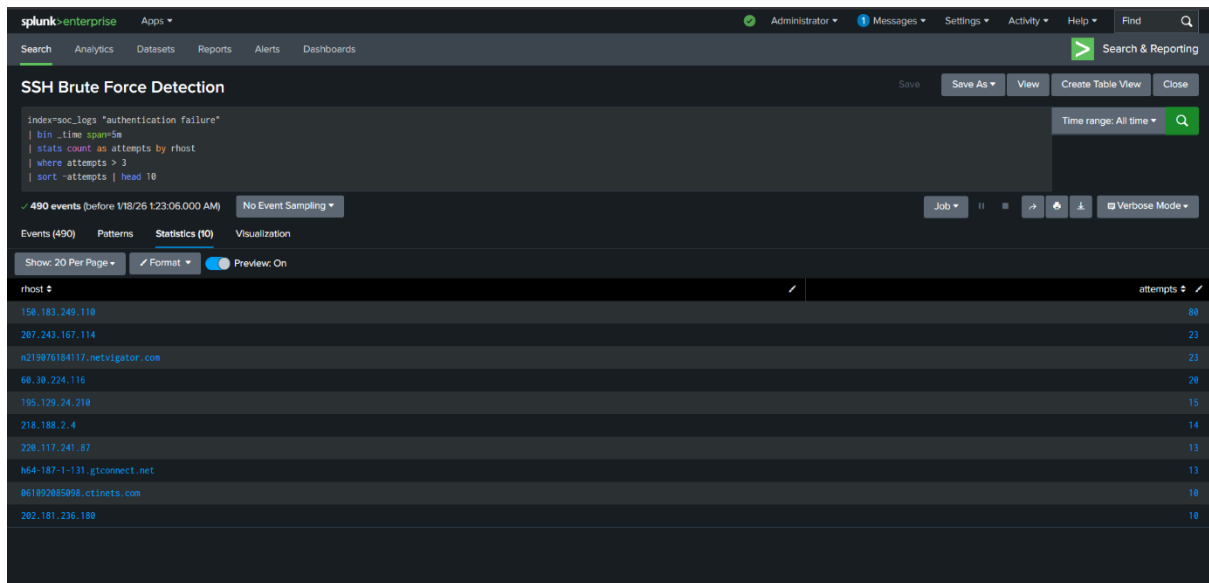 splunk>enterprise Apps Administrator 1 Messages Settings Activity Help Find
Search Analytics Datasets Reports Alerts Dashboards > Search & Reporting
SSH Brute Force Detection Save Save As View Create Table View Close
index=soc_logs "authentication failure" Time range: All time
| bin _time span=5m
| stats count as attempts by rhost
| where attempts > 3
| sort -attempts | head 10
490 events (before 1/18/26 1:23:06.000 AM) No Event Sampling Job Verbose Mode
Events (490) Patterns Statistics (10) Visualization
Show: 20 Per Page Format Preview: On
rhost attempts
150.183.249.110 80
207.243.167.114 23
n219076184117.netvigator.com 23
60.30.224.116 20
195.129.24.210 15
218.188.2.4 14
220.117.241.87 13
h64-187-1-131.gtconnect.net 13
061092085098.ctinets.com 10
202.181.236.180 10